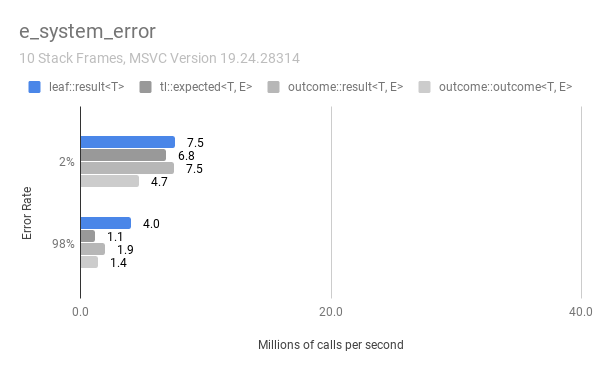 e_system_error
10 Stack Frames, MSVC Version 19.24.28314
leaf::result<T> tl::expected<T, E> outcome::result<T, E> outcome::outcome<T, E>
Error Rate
2%
7.5
6.8
7.5
4.7
98%
4.0
1.1
1.9
1.4
0.0 20.0 40.0
Millions of calls per second